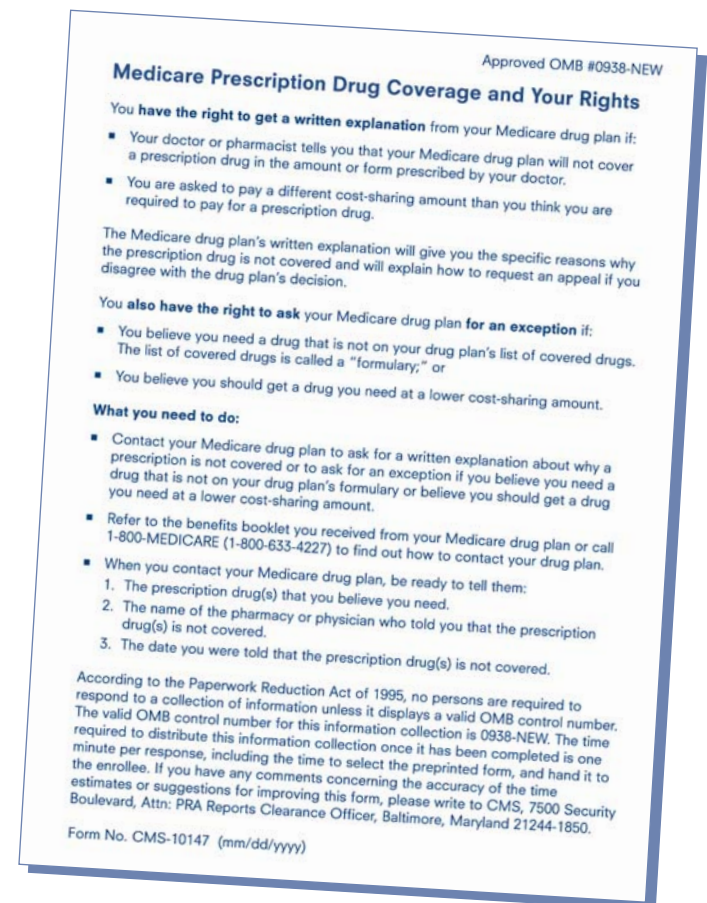 Approved OMB #0938-NEW
Medicare Prescription Drug Coverage and Your Rights
You have the right to get a written explanation from your Medicare drug plan if:
▪ Your doctor or pharmacist tells you that your Medicare drug plan will not cover
a prescription drug in the amount or form prescribed by your doctor.
▪ You are asked to pay a different cost-sharing amount than you think you are
required to pay for a prescription drug.
The Medicare drug plan's written explanation will give you the specific reasons why
the prescription drug is not covered and will explain how to request an appeal if you
disagree with the drug plan's decision.
You also have the right to ask your Medicare drug plan for an exception if:
▪ You believe you need a drug that is not on your drug plan's list of covered drugs.
The list of covered drugs is called a "formulary;" or
▪ You believe you should get a drug you need at a lower cost-sharing amount.
What you need to do:
▪ Contact your Medicare drug plan to ask for a written explanation about why a
prescription is not covered or to ask for an exception if you believe you need a
drug that is not on your drug plan's formulary or believe you should get a drug
you need at a lower cost-sharing amount.
▪ Refer to the benefits booklet you received from your Medicare drug plan or call
1-800-MEDICARE (1-800-633-4227) to find out how to contact your drug plan.
▪ When you contact your Medicare drug plan, be ready to tell them:
1. The prescription drug(s) that you believe you need.
2. The name of the pharmacy or physician who told you that the prescription
drug(s) is not covered.
3. The date you were told that the prescription drug(s) is not covered.
According to the Paperwork Reduction Act of 1995, no persons are required to
respond to a collection of information unless it displays a valid OMB control number.
The valid OMB control number for this information collection is 0938-NEW. The time
required to distribute this information collection once it has been completed is one
minute per response, including the time to select the preprinted form, and hand it to
the enrollee. If you have any comments concerning the accuracy of the time
estimates or suggestions for improving this form, please write to CMS, 7500 Security
Boulevard, Attn: PRA Reports Clearance Officer, Baltimore, Maryland 21244-1850.
Form No. CMS-10147 (mm/dd/yyyy)